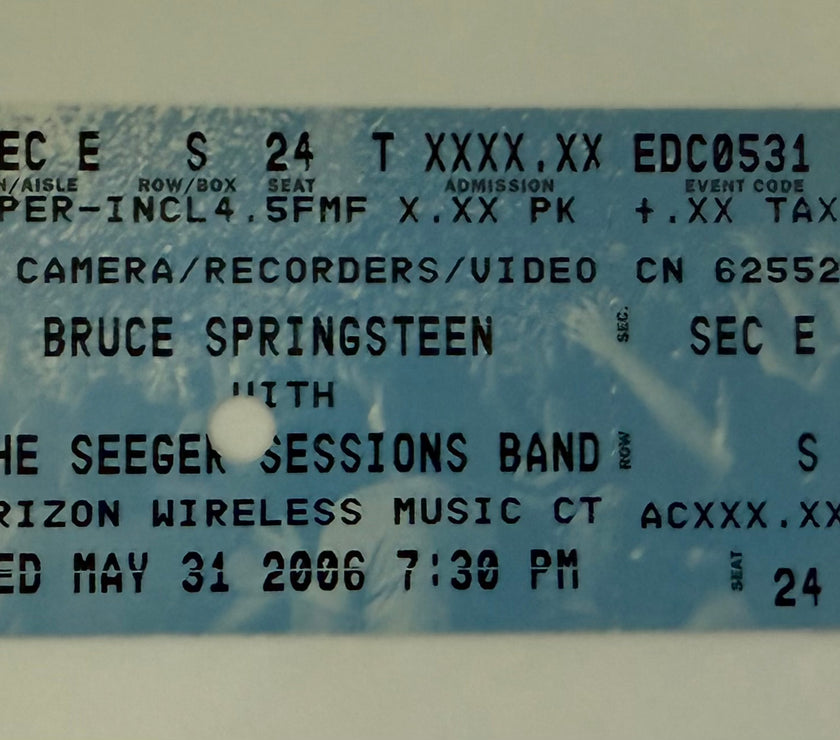 EC E S 24 T XXXX.XX EDC0531
N/AISLE ROW/BOX SEAT ADMISSION EVENT CODE
PER-INCL4.5FMF X.XX PK +.XX TAX
CAMERA/RECORDERS/VIDEO CN 62552
BRUCE SPRINGSTEEN SEC. SEC E
WITH
HE SEEGER SESSIONS BAND ROW S
RIZON WIRELESS MUSIC CT ACXXX.XX
ED MAY 31 2006 7:30 PM SEAT 24